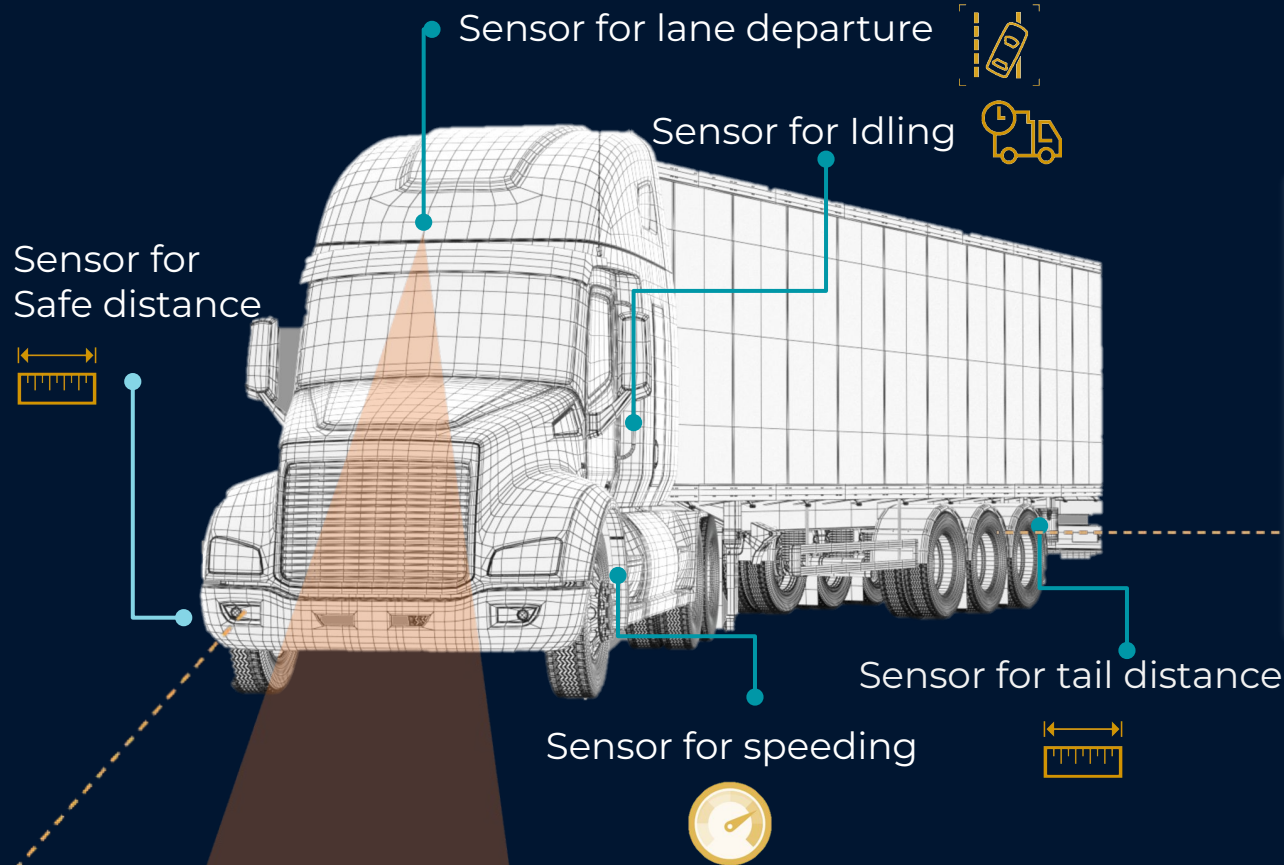 Sensor for lane departure
Sensor for Idling
Sensor for
Safe distance
Sensor for tail distance
Sensor for speeding